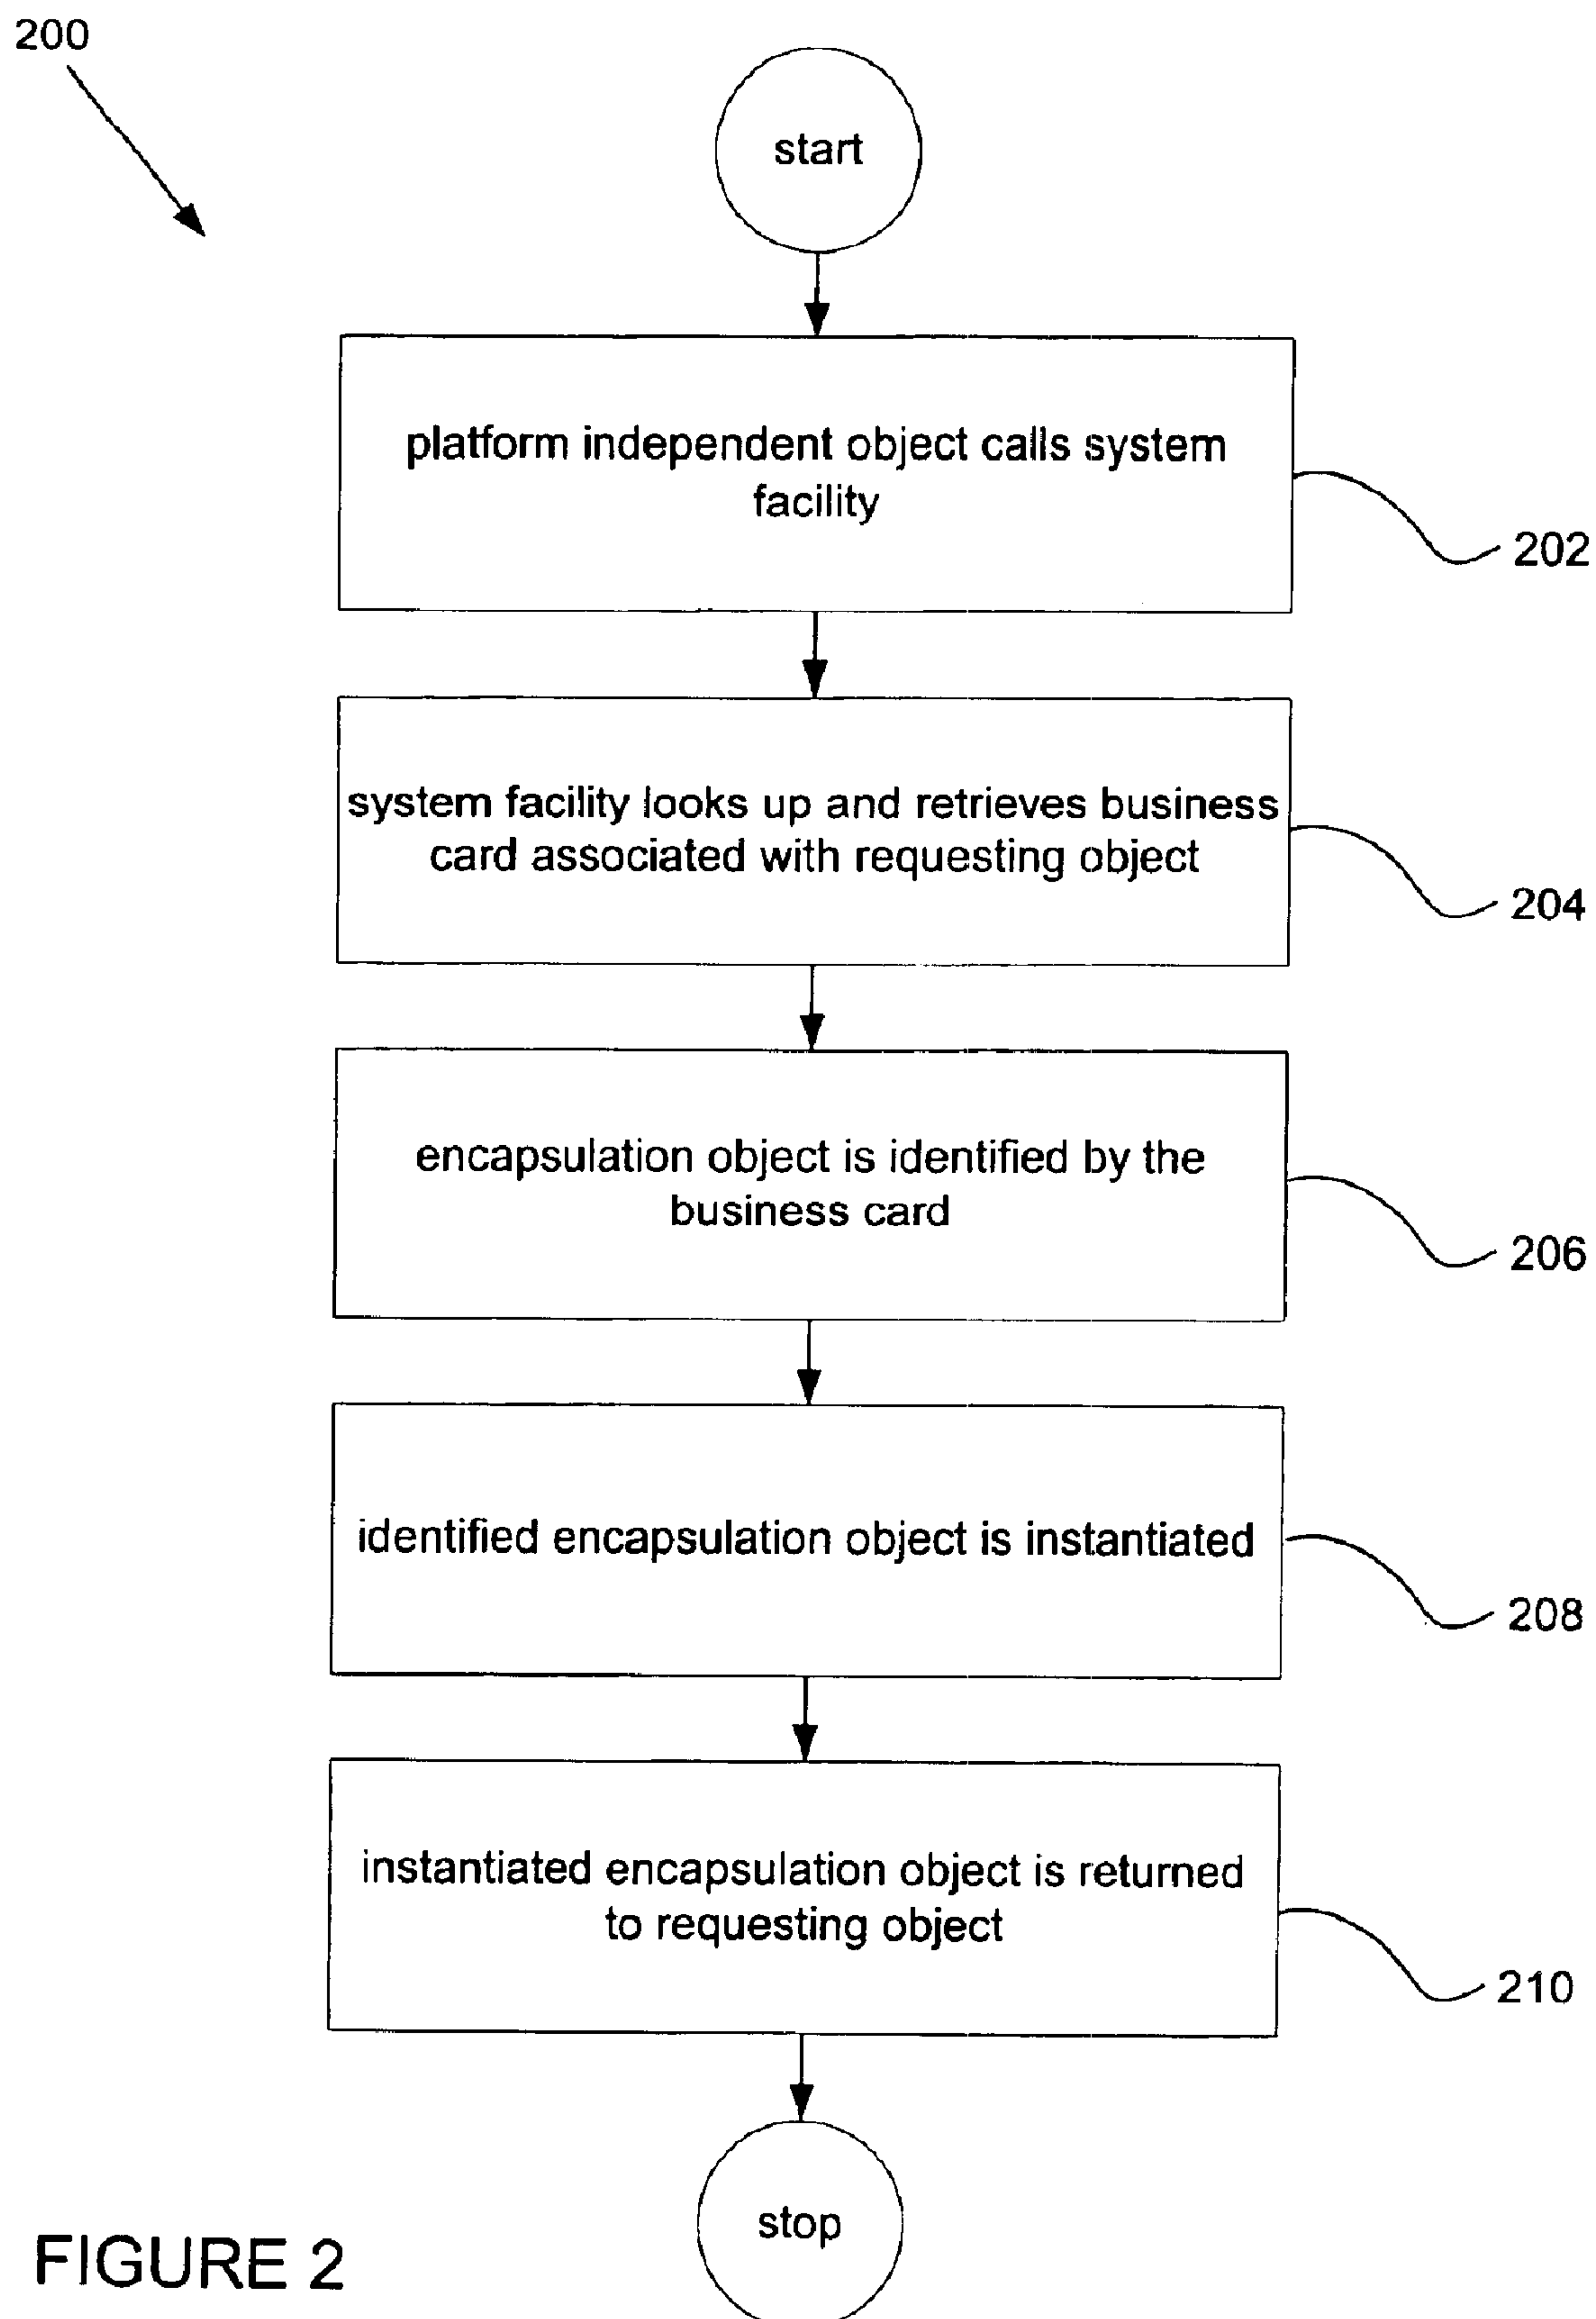 200
start
platform independent object calls system
facility
202
system facility looks up and retrieves business
card associated with requesting object
204
encapsulation object is identified by the
business card
206
identified encapsulation object is instantiated
208
instantiated encapsulation object is returned
to requesting object
210
stop
FIGURE 2